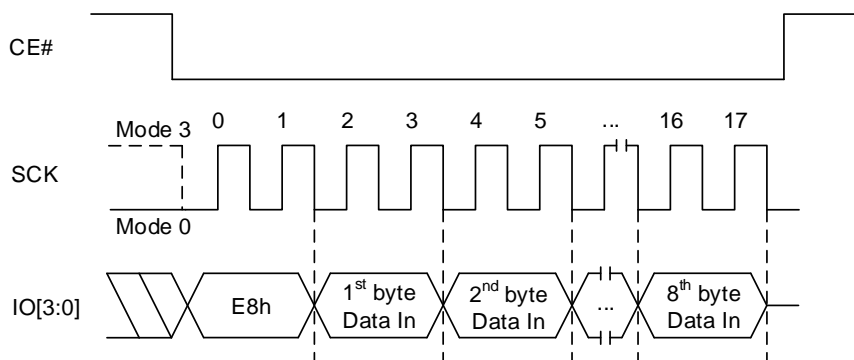 CE#
Mode 3
0 1 2 3 4 5 ... 16 17
SCK
Mode 0
IO[3:0]
E8h
1st byte
Data In
2nd byte
Data In
...
8th byte
Data In